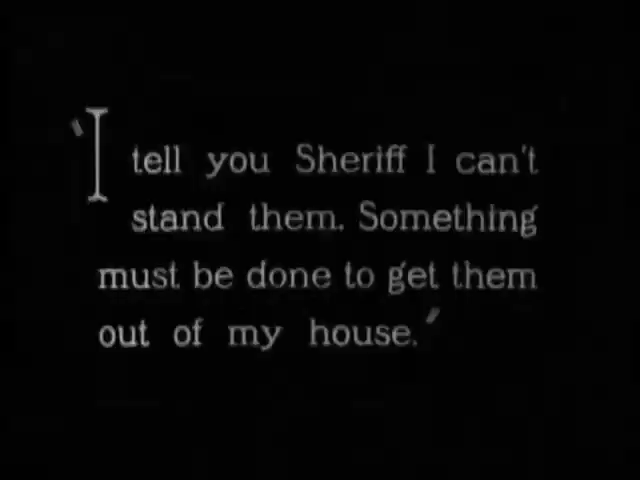 "I tell you Sheriff I can't
stand them. Something
must be done to get them
out of my house."